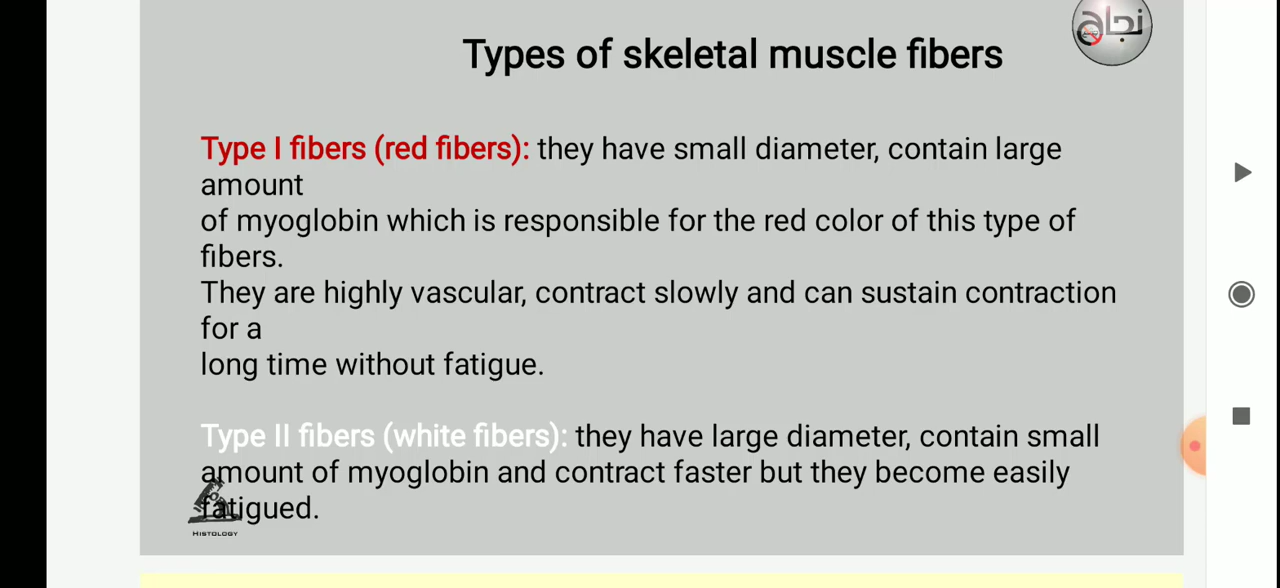 نجاح
Types of skeletal muscle fibers
Type I fibers (red fibers): they have small diameter, contain large
amount
of myoglobin which is responsible for the red color of this type of
fibers.
They are highly vascular, contract slowly and can sustain contraction
for a
long time without fatigue.
Type II fibers (white fibers): they have large diameter, contain small
amount of myoglobin and contract faster but they become easily
fatigued.
HISTOLOGY